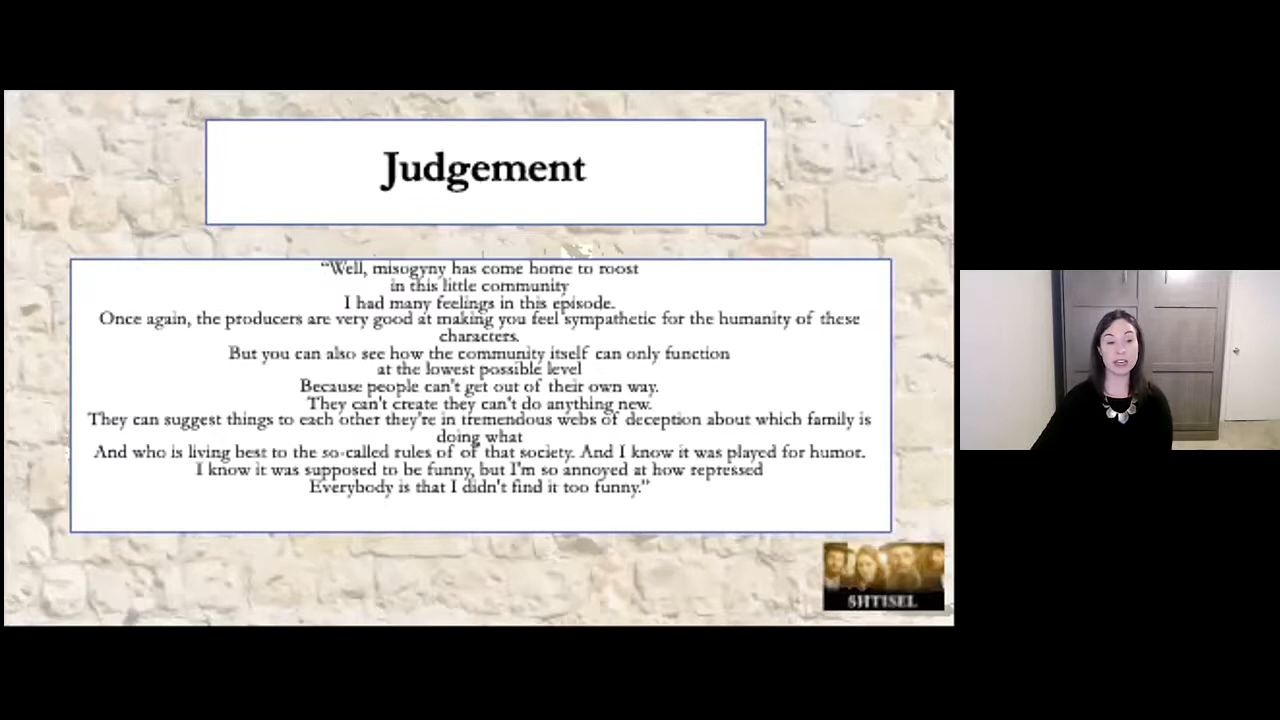 Judgement
“Well, misogyny has come home to roost
in this little community
I had many feelings in this episode.
Once again, the producers are very good at making you feel sympathetic for the humanity of these
characters.
But you can also see how the community itself can only function
at the lowest possible level
Because people can't get out of their own way.
They can't create they can't do anything new.
They can suggest things to each other they're in tremendous webs of deception about which family is
doing what
And who is living best to the so-called rules of of that society. And I know it was played for humor.
I know it was supposed to be funny, but I'm so annoyed at how repressed
Everybody is that I didn't find it too funny.”
SHTISEL